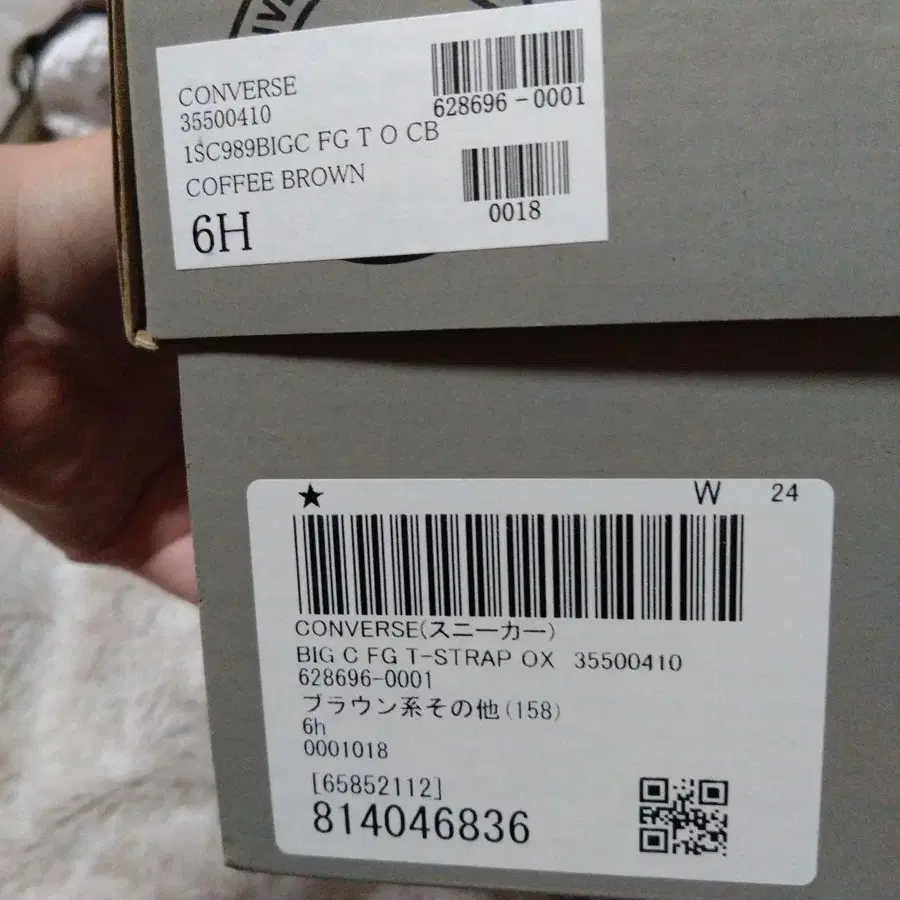 CONVERSE
35500410
1SC989BIGC FG T O CB
COFFEE BROWN
6H
628696-0001
0018
★ W 24
CONVERSE(スニーカー)
BIG C FG T-STRAP OX 35500410
628696-0001
ブラウン系その他(158)
6h
0001018
[65852112]
814046836